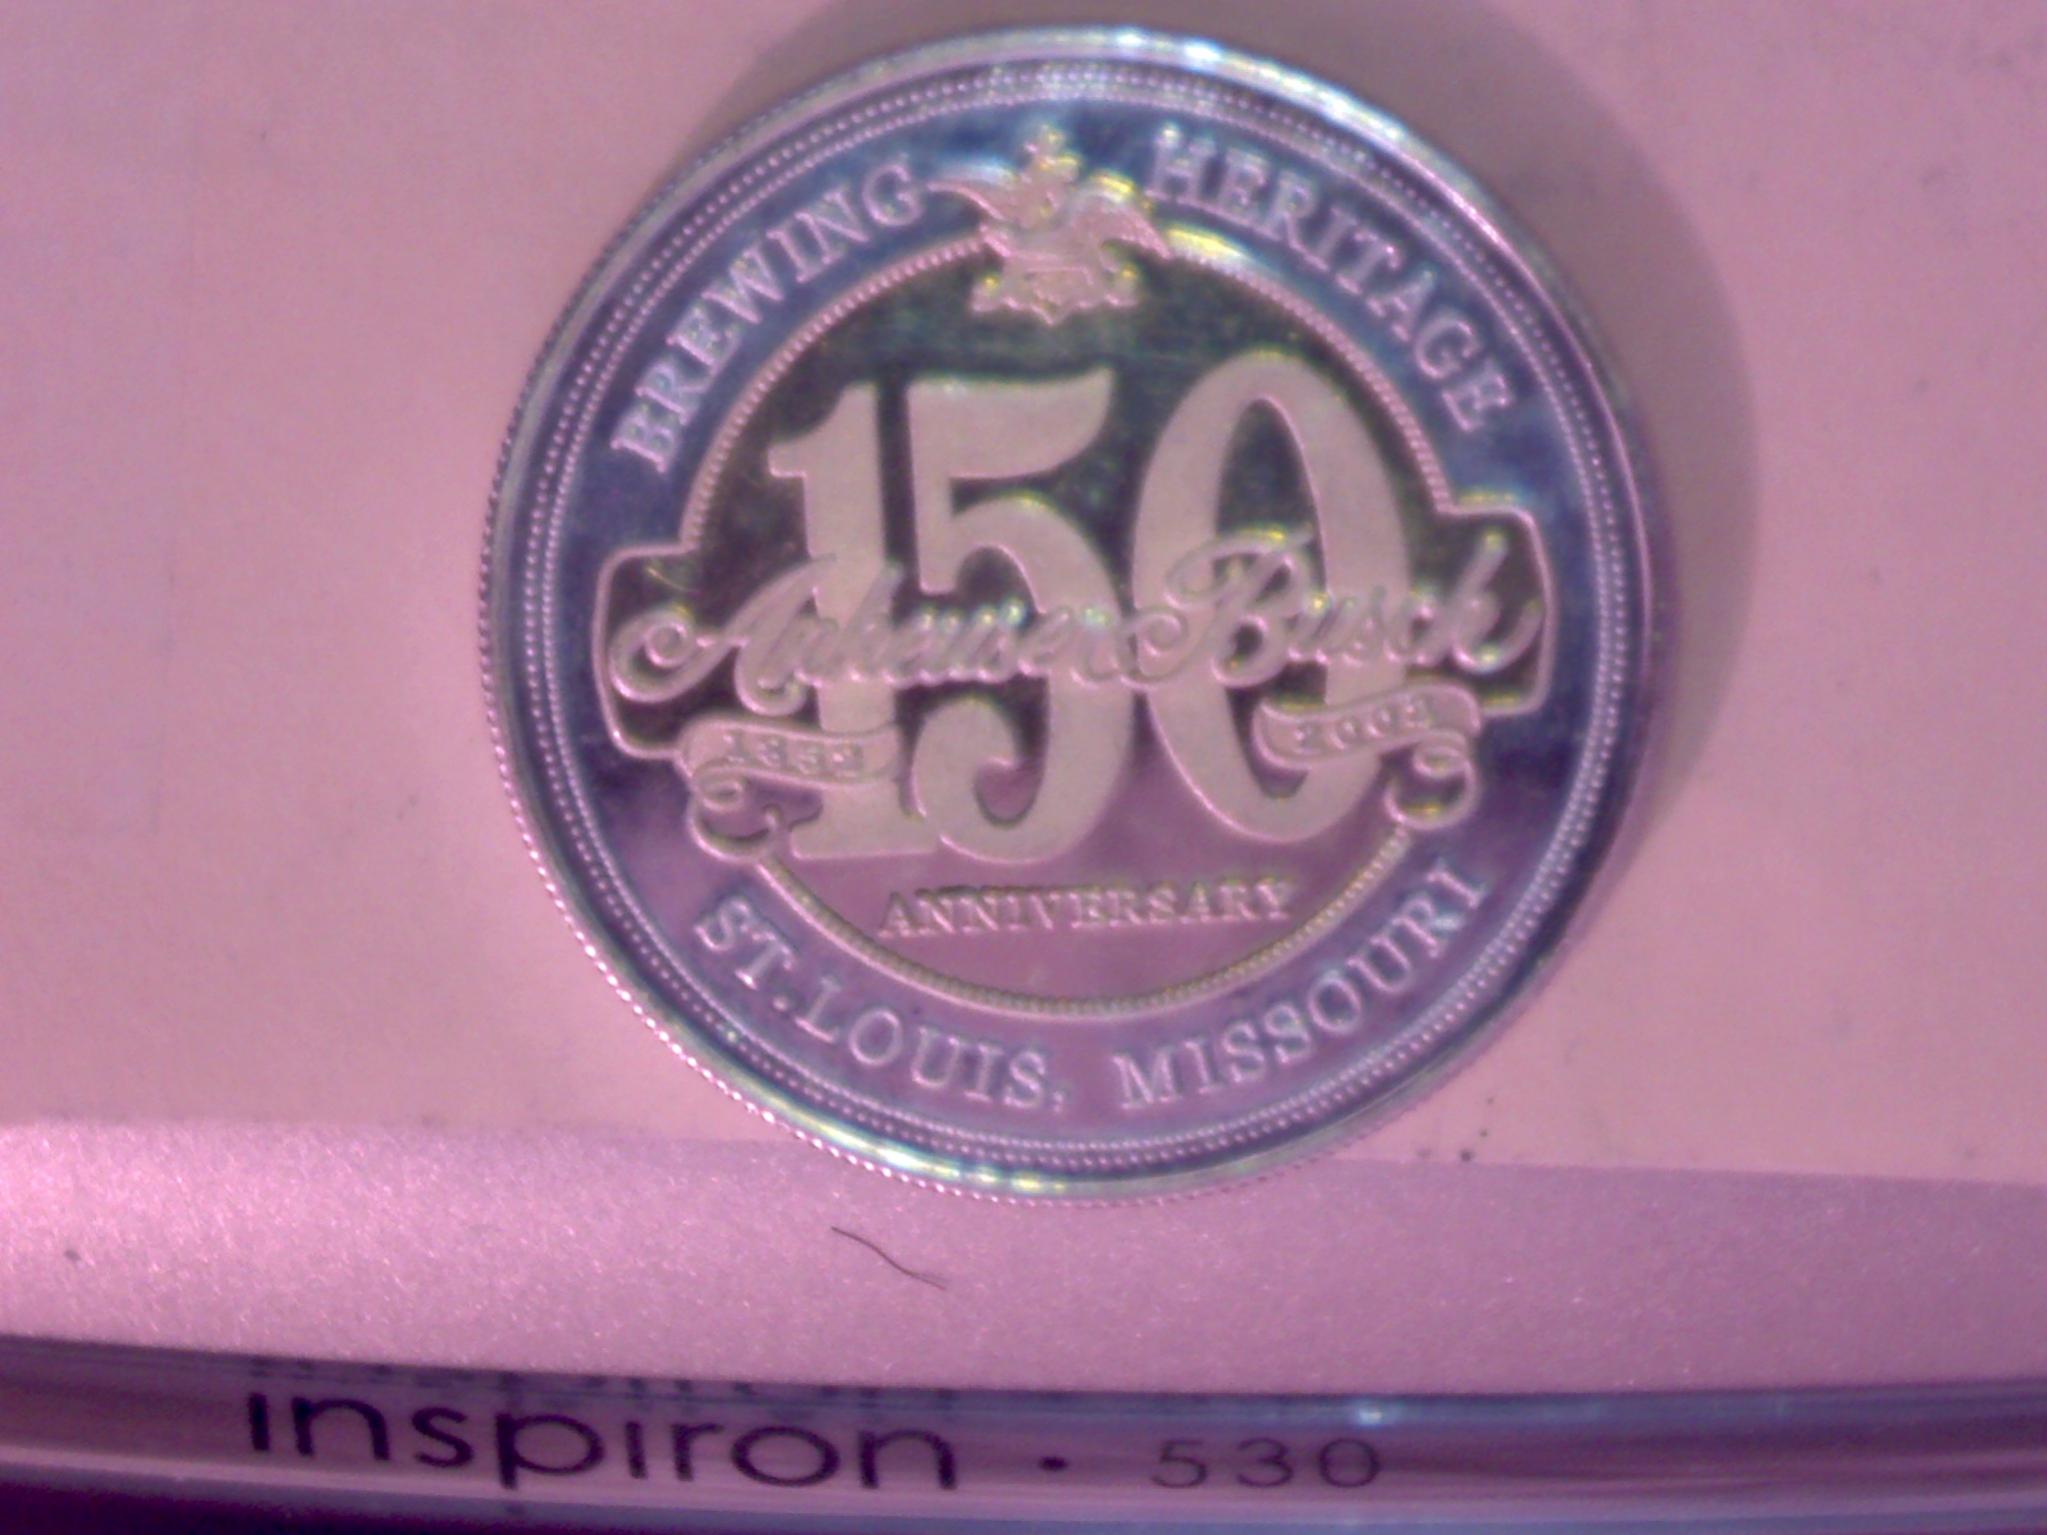 BREWING HERITAGE
150
Anheuser Busch
1852 2002
ANNIVERSARY
ST. LOUIS, MISSOURI
inspiron • 530